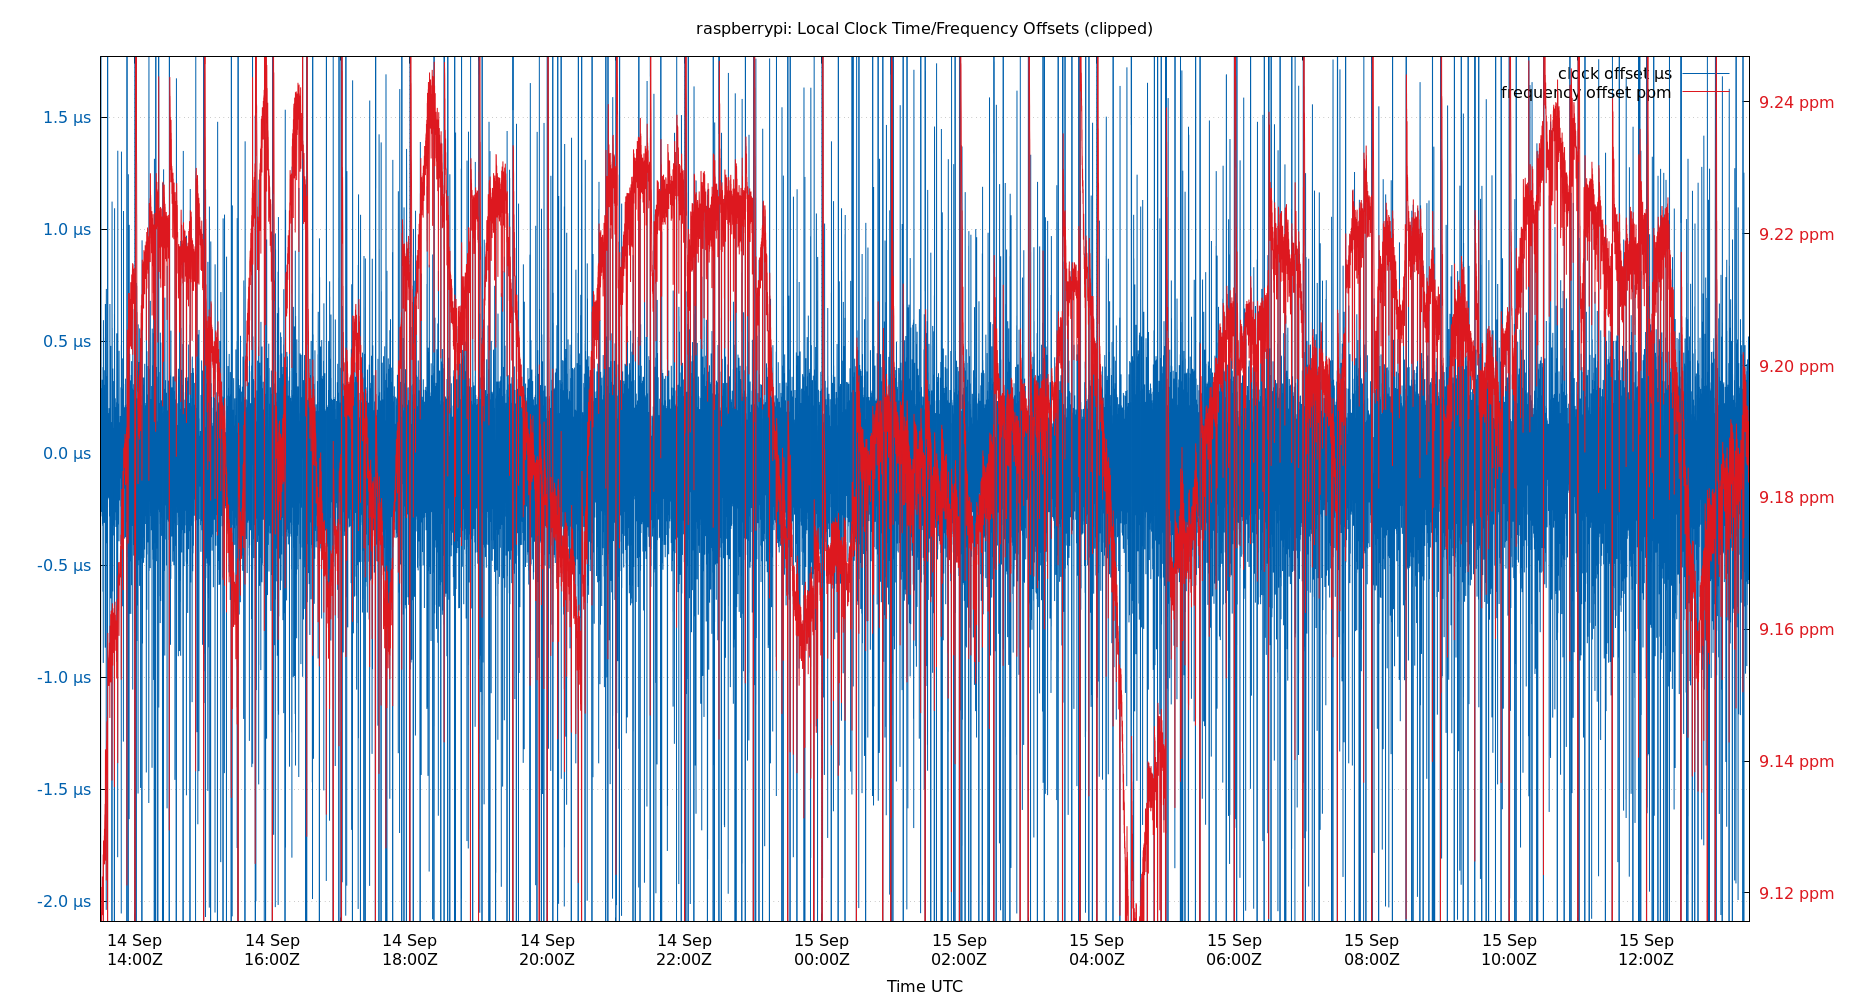 raspberrypi: Local Clock Time/Frequency Offsets (clipped)
clock offset µs
frequency offset ppm
1.5 µs
1.0 µs
0.5 µs
0.0 µs
-0.5 µs
-1.0 µs
-1.5 µs
-2.0 µs
9.24 ppm
9.22 ppm
9.20 ppm
9.18 ppm
9.16 ppm
9.14 ppm
9.12 ppm
14 Sep 14 Sep 14 Sep 14 Sep 14 Sep 15 Sep 15 Sep 15 Sep 15 Sep 15 Sep 15 Sep 15 Sep
14:00Z 16:00Z 18:00Z 20:00Z 22:00Z 00:00Z 02:00Z 04:00Z 06:00Z 08:00Z 10:00Z 12:00Z
Time UTC